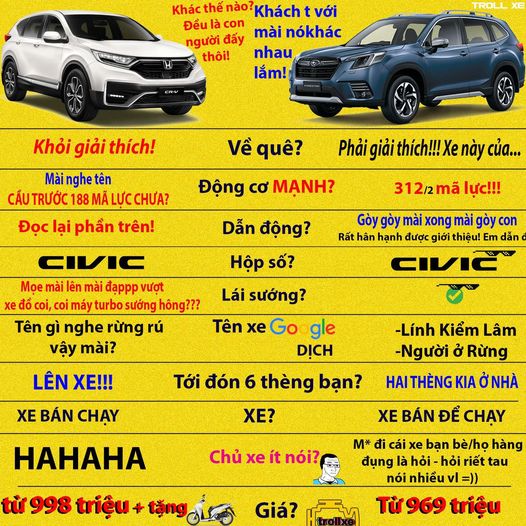 TROLL XE
Khác thế nào?
Đều là con
người đấy
thôi!
Khách t với
mài nókhác
nhau
lắm!
CR-V
Khỏi giải thích!
Về quê?
Phải giải thích!!! Xe này của...
Mài nghe tên
CẦU TRƯỚC 188 MÃ LỰC CHƯA?
Động cơ MẠNH?
312/2 mã lực!!!
Đọc lại phần trên!
Dẫn động?
Gòy gòy mài xong mài gòy con
Rất hân hạnh được giới thiệu! Em dẫn đ
CIVIC
Hộp số?
CIVIC
Mọe mài lên mài đạppp vượt
xe đồ coi, coi máy turbo sướng hông???
Lái sướng?
Tên gì nghe rừng rú
vậy mài?
Tên xe Google
DỊCH
-Lính Kiểm Lâm
-Người ở Rừng
LÊN XE!!!
Tới đón 6 thèng bạn?
HAI THÈNG KIA Ở NHÀ
XE BÁN CHẠY
XE?
XE BÁN ĐỂ CHẠY
HAHAHA
Chủ xe ít nói?
M* đi cái xe bạn bè/họ hàng
đụng là hỏi - hỏi riết tau
nói nhiều vl =))
từ 998 triệu + tặng
Giá?
trollxe
Từ 969 triệu